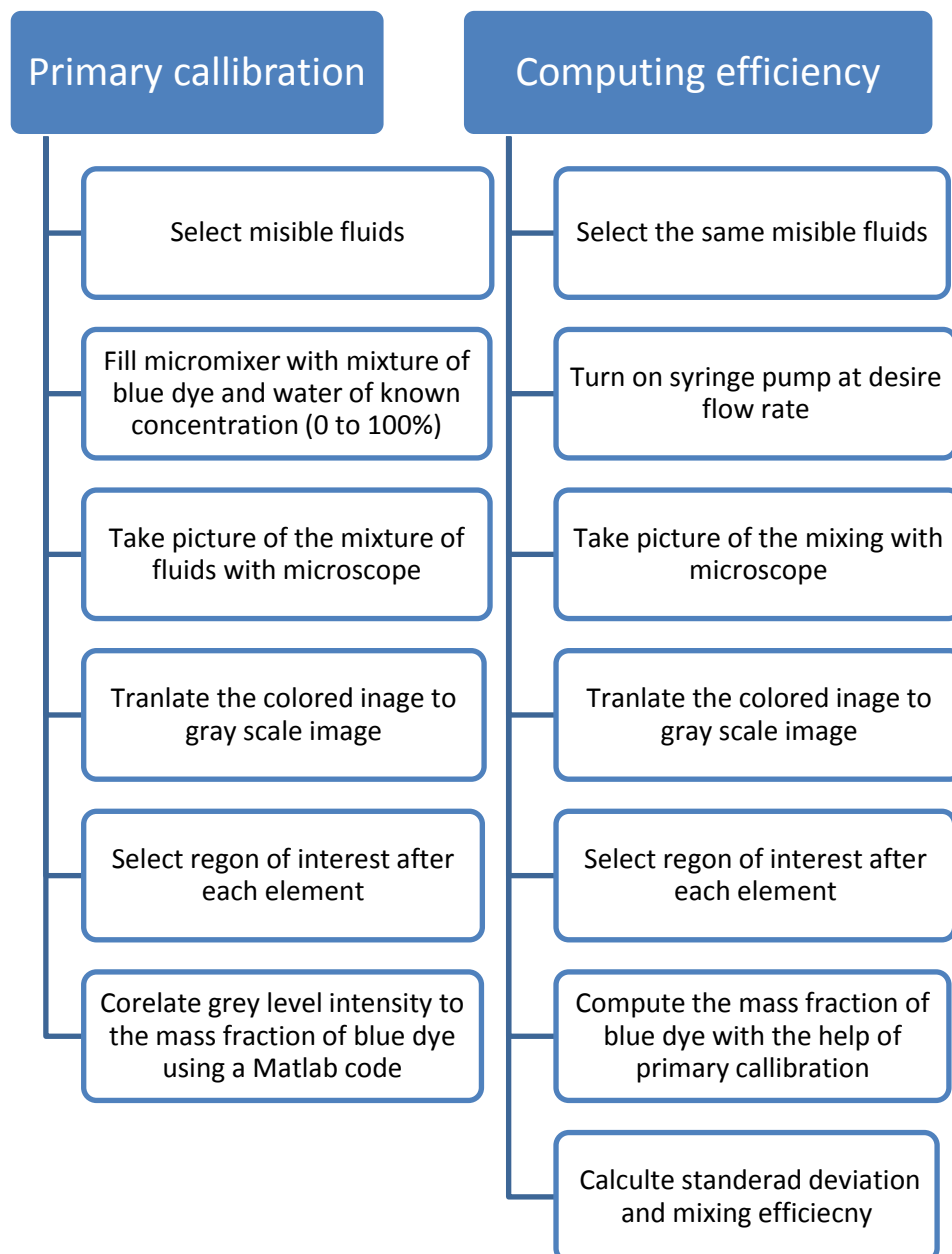 Primary callibration
Select misible fluids
Fill micromixer with mixture of
blue dye and water of known
concentration (0 to 100%)
Take picture of the mixture of
fluids with microscope
Tranlate the colored inage to
gray scale image
Select regon of interest after
each element
Corelate grey level intensity to
the mass fraction of blue dye
using a Matlab code
Computing efficiency
Select the same misible fluids
Turn on syringe pump at desire
flow rate
Take picture of the mixing with
microscope
Tranlate the colored inage to
gray scale image
Select regon of interest after
each element
Compute the mass fraction of
blue dye with the help of
primary callibration
Calculte standerad deviation
and mixing efficiecny